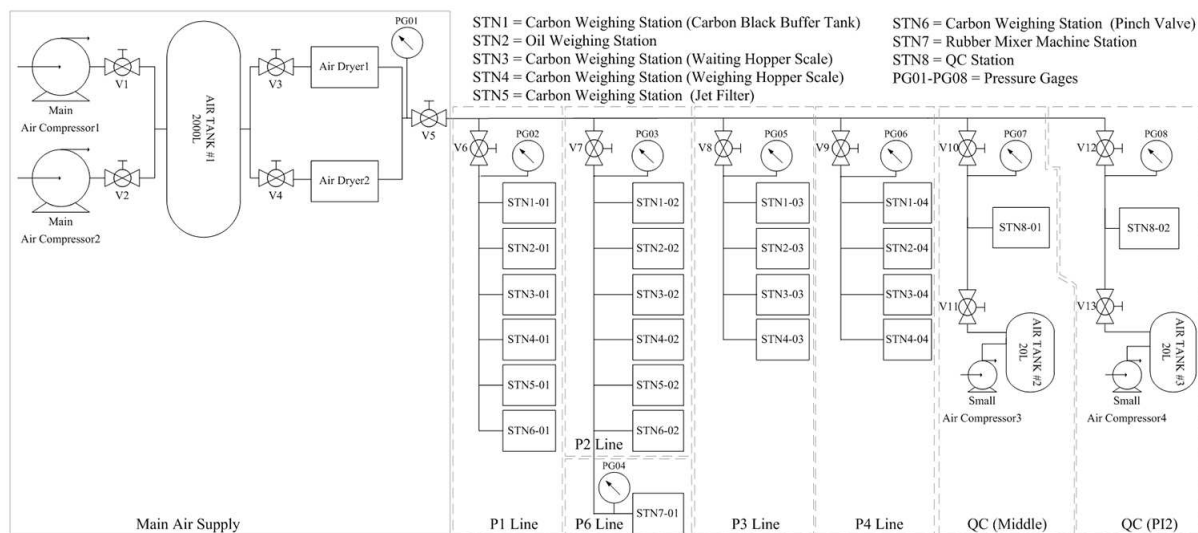 PG01
STN1 = Carbon Weighing Station (Carbon Black Buffer Tank)
STN2 = Oil Weighing Station
STN3 = Carbon Weighing Station (Waiting Hopper Scale)
STN4 = Carbon Weighing Station (Weighing Hopper Scale)
STN5 = Carbon Weighing Station (Jet Filter)
STN6 = Carbon Weighing Station (Pinch Valve)
STN7 = Rubber Mixer Machine Station
STN8 = QC Station
PG01-PG08 = Pressure Gages
Main
Air Compressor1
V1
AIR TANK #1
2000L
V3
Air Dryer1
V5
Main
Air Compressor2
V2
V4
Air Dryer2
Main Air Supply
V6
PG02
STN1-01
STN2-01
STN3-01
STN4-01
STN5-01
STN6-01
P1 Line
V7
PG03
STN1-02
STN2-02
STN3-02
STN4-02
STN5-02
STN6-02
P2 Line
PG04
STN7-01
P6 Line
V8
PG05
STN1-03
STN2-03
STN3-03
STN4-03
P3 Line
V9
PG06
STN1-04
STN2-04
STN3-04
STN4-04
P4 Line
V10
PG07
STN8-01
V11
AIR TANK #2
20L
Small
Air Compressor3
QC (Middle)
V12
PG08
STN8-02
V13
AIR TANK #3
20L
Small
Air Compressor4
QC (PI2)